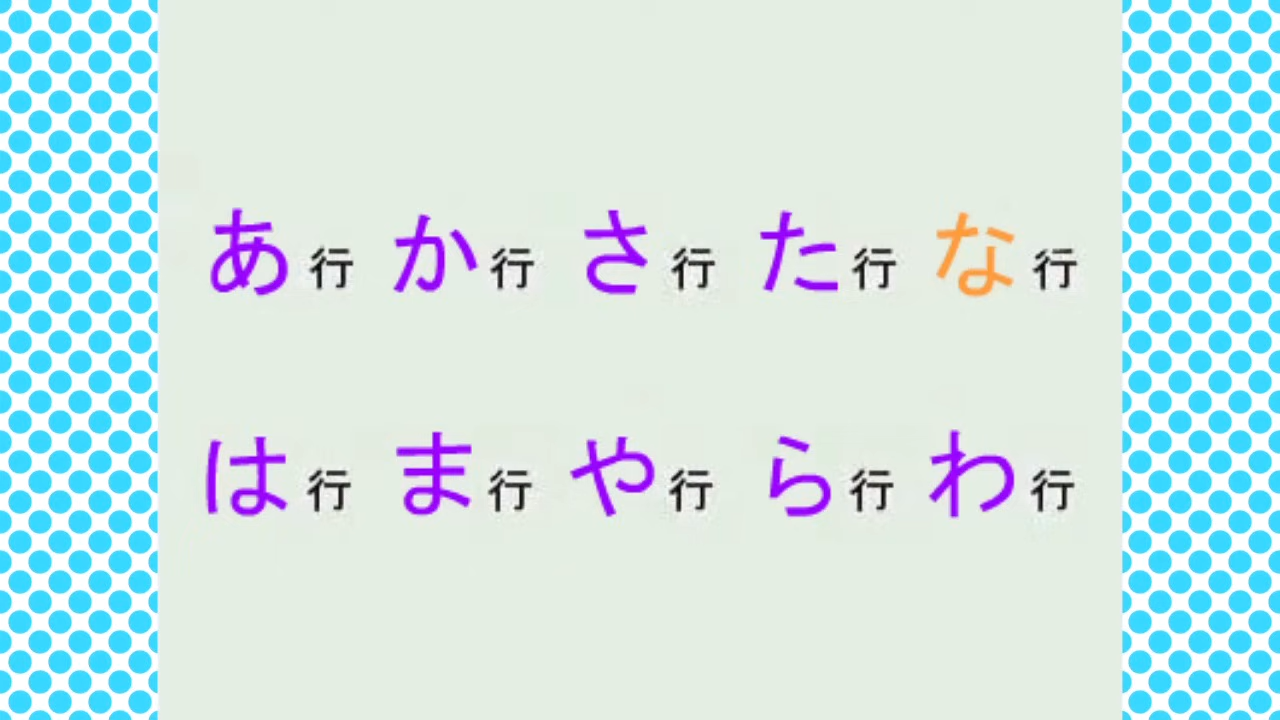 あ行 か行 さ行 た行 な行
は行 ま行 や行 ら行 わ行